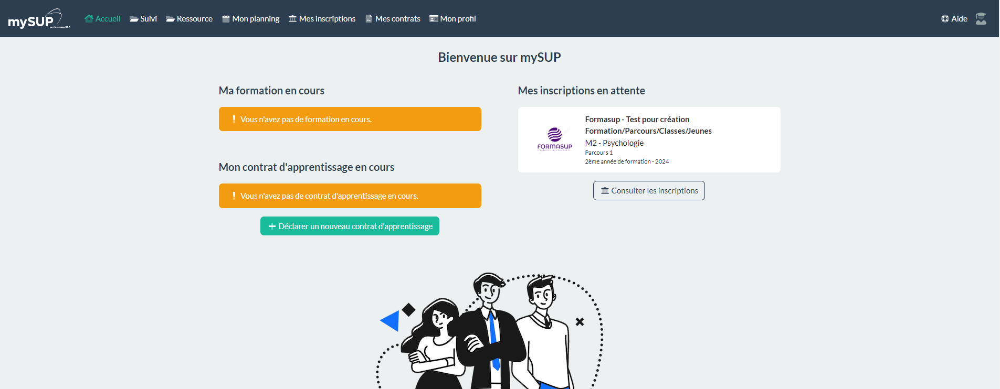 mySUP
pour formasup HDF
Accueil
Suivi
Ressource
Mon planning
Mes inscriptions
Mes contrats
Mon profil
Aide
Bienvenue sur mySUP
Ma formation en cours
Vous n'avez pas de formation en cours.
Mon contrat d'apprentissage en cours
Vous n'avez pas de contrat d'apprentissage en cours.
Déclarer un nouveau contrat d'apprentissage
Mes inscriptions en attente
FORMASUP
Formasup - Test pour création
Formation/Parcours/Classes/Jeunes
M2 - Psychologie
Parcours 1
2ème année de formation - 2024
Consulter les inscriptions